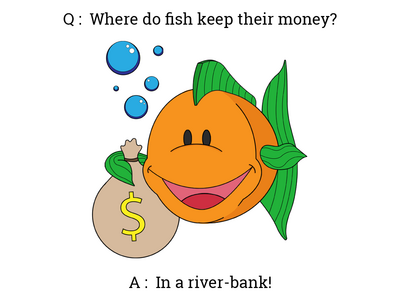 Q : Where do fish keep their money?
$
A : In a river-bank!